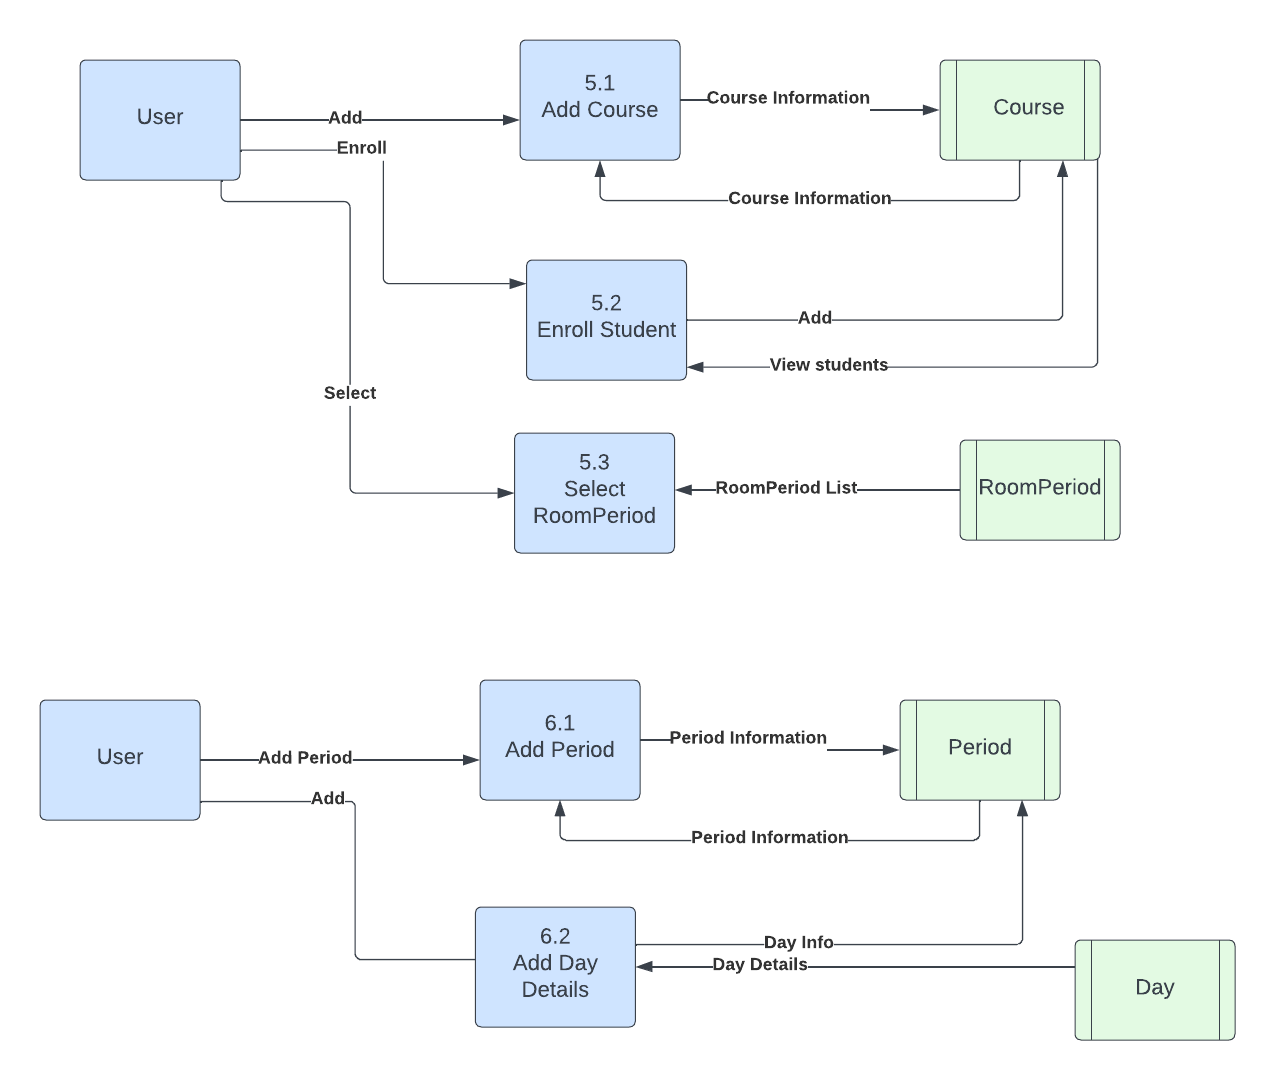 User
Add
Enroll
Select
5.1
Add Course
Course Information
Course
Course Information
5.2
Enroll Student
Add
View students
5.3
Select
RoomPeriod
RoomPeriod List
RoomPeriod
User
Add Period
Add
6.1
Add Period
Period Information
Period
Period Information
6.2
Add Day
Details
Day Info
Day Details
Day